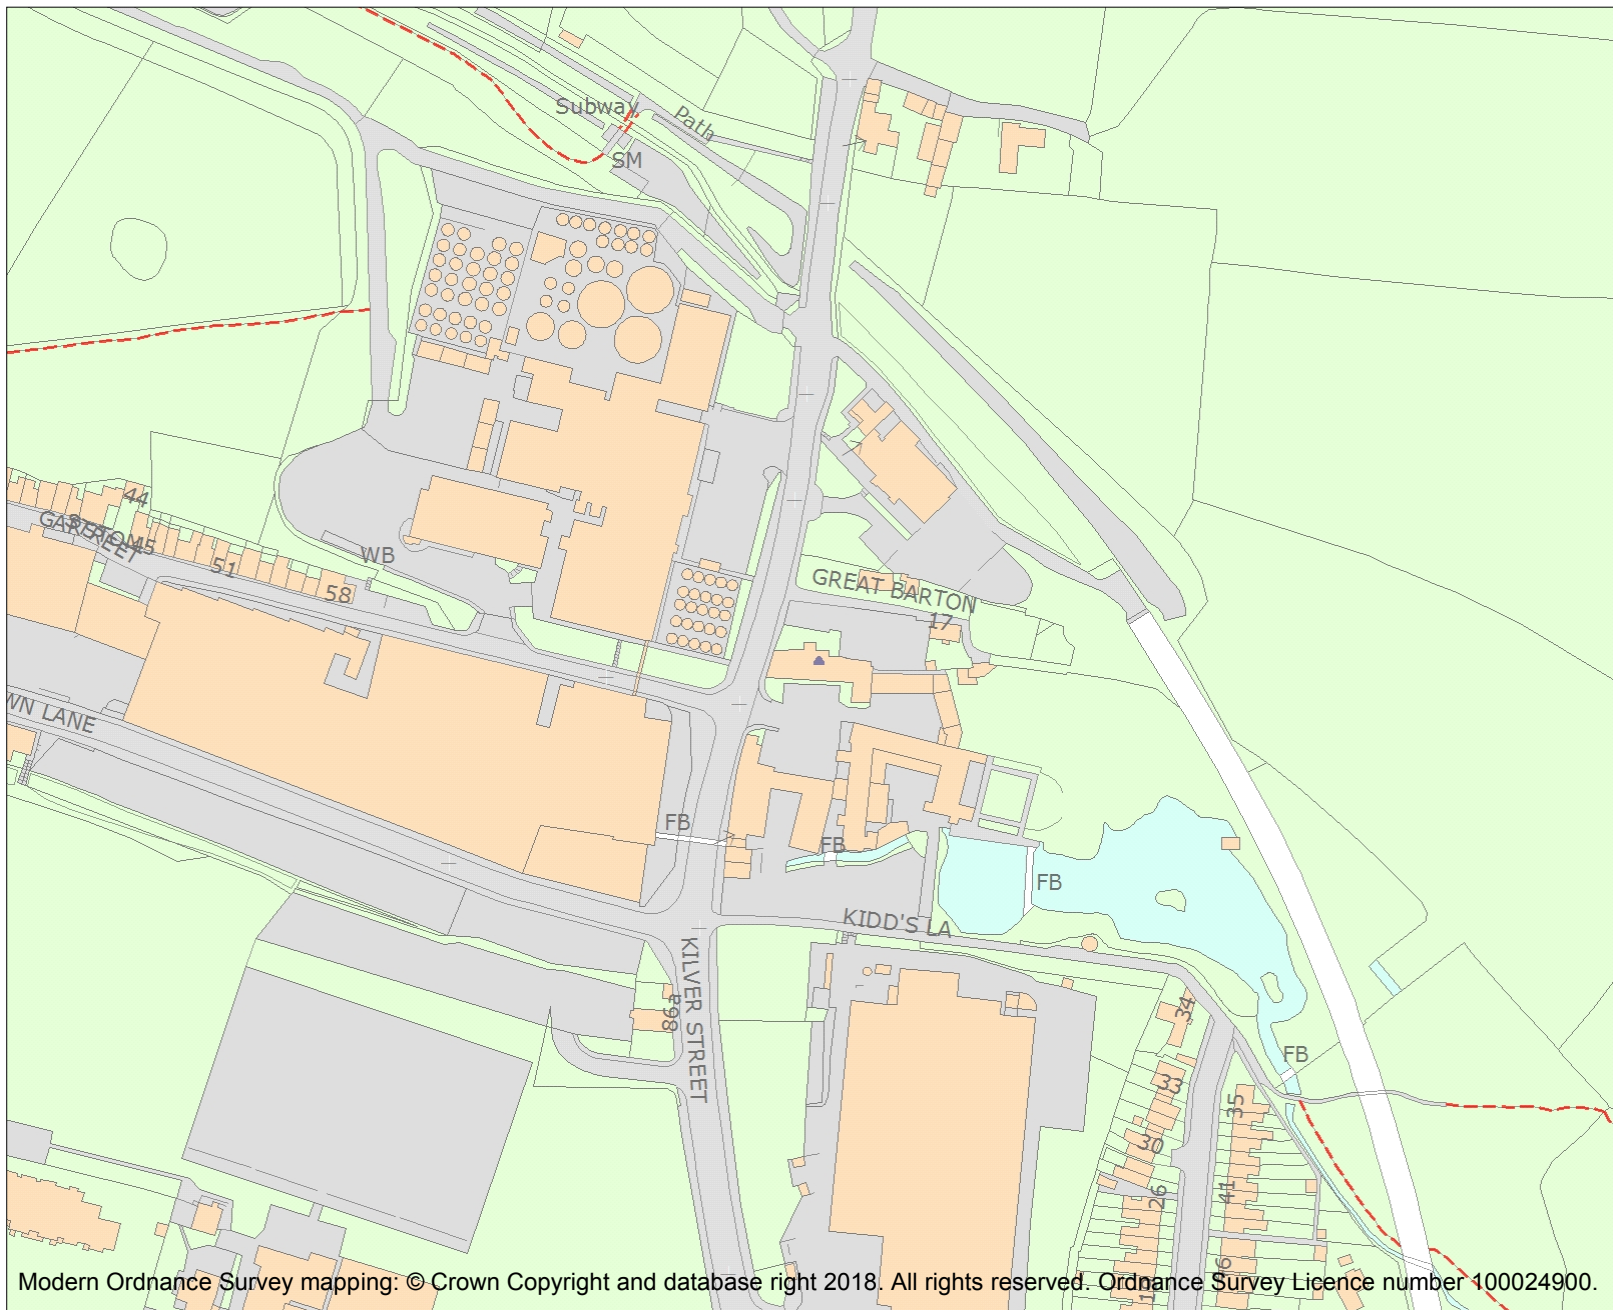 Subway
Path
SM
44
GARSTON
STREET
45
51
WB
58
GREAT BARTON
17
WN LANE
FB
FB
FB
KIDD'S LA
KILVER STREET
86a
34
FB
33
35
30
26
41
Modern Ordnance Survey mapping: © Crown Copyright and database right 2018. All rights reserved. Ordnance Survey Licence number 100024900.